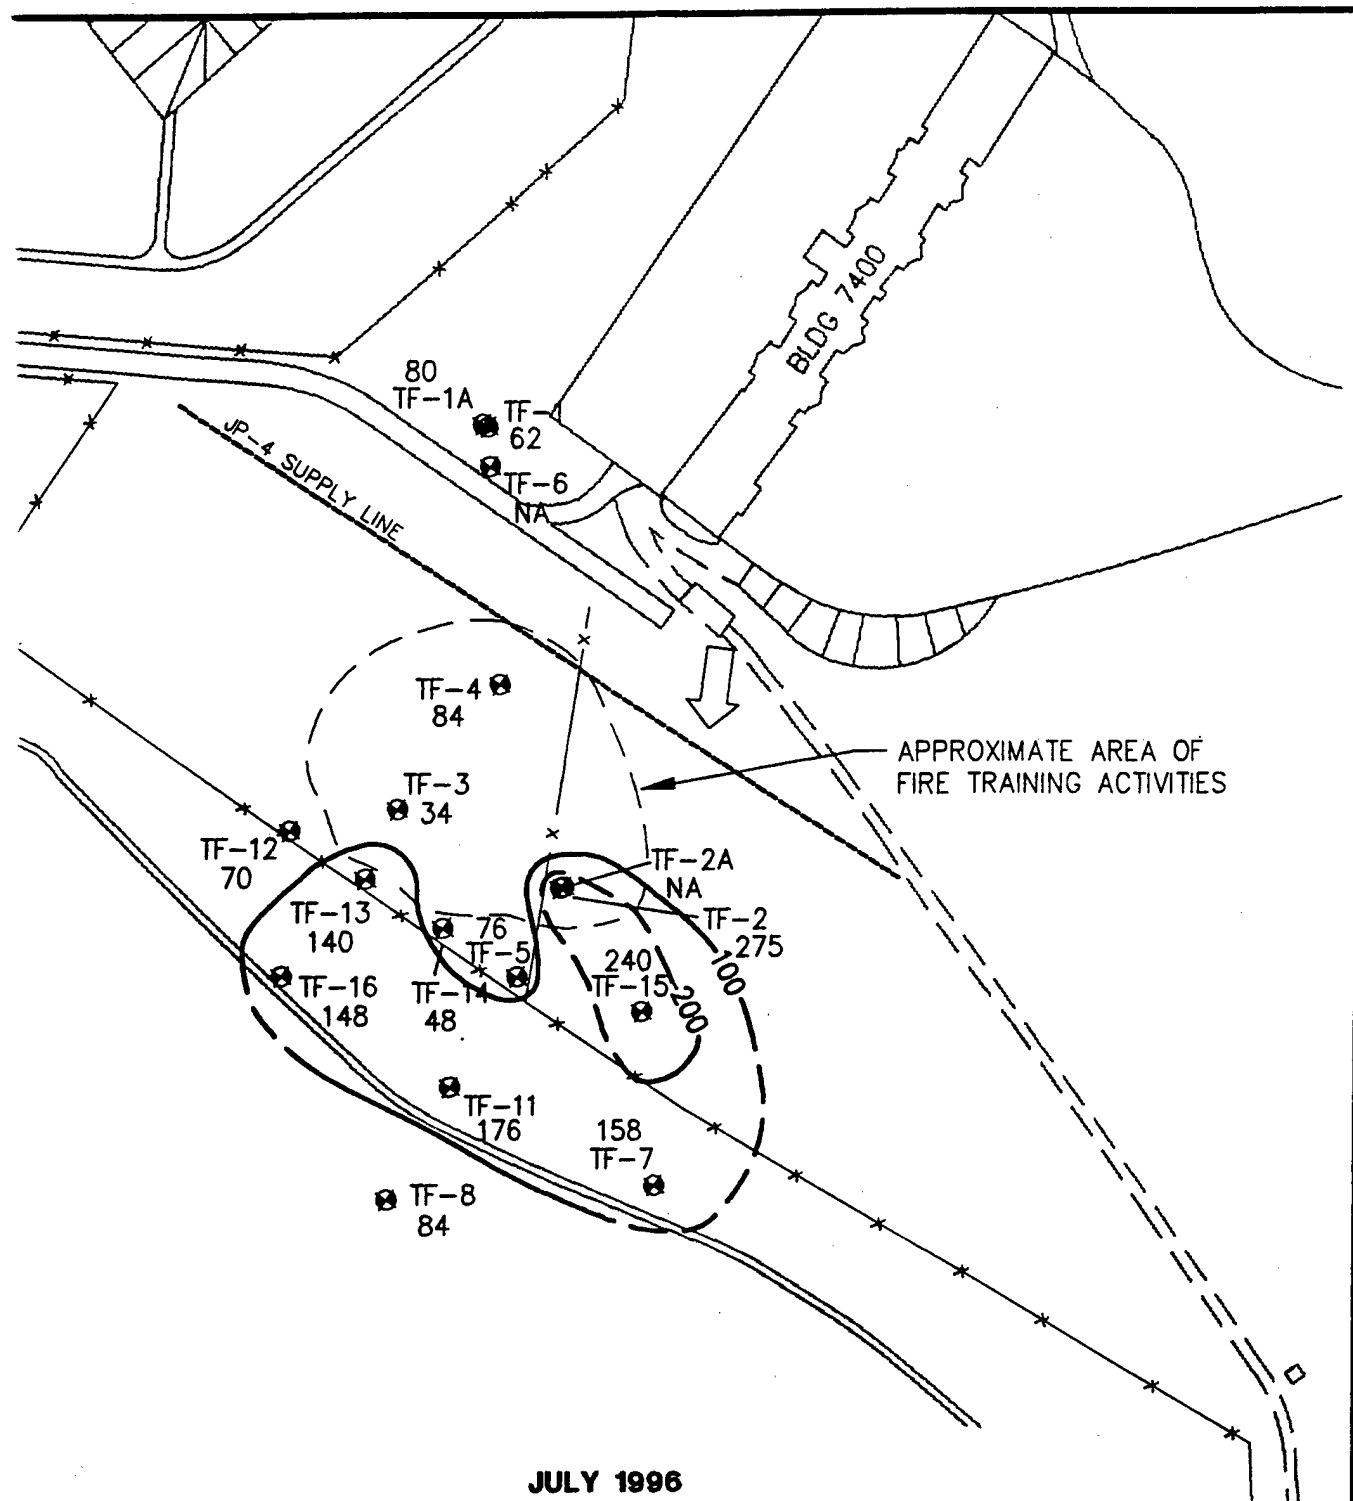 BLDG 7400
80
TF-1A
TF-
62
TF-6
NA
JP-4 SUPPLY LINE
TF-4
84
APPROXIMATE AREA OF
FIRE TRAINING ACTIVITIES
TF-3
34
TF-12
70
TF-2A
NA
TF-2
275
TF-13
140
76
TF-5
240
TF-15
100
200
TF-16
148
TF-14
48
TF-11
176
158
TF-7
TF-8
84
JULY 1996